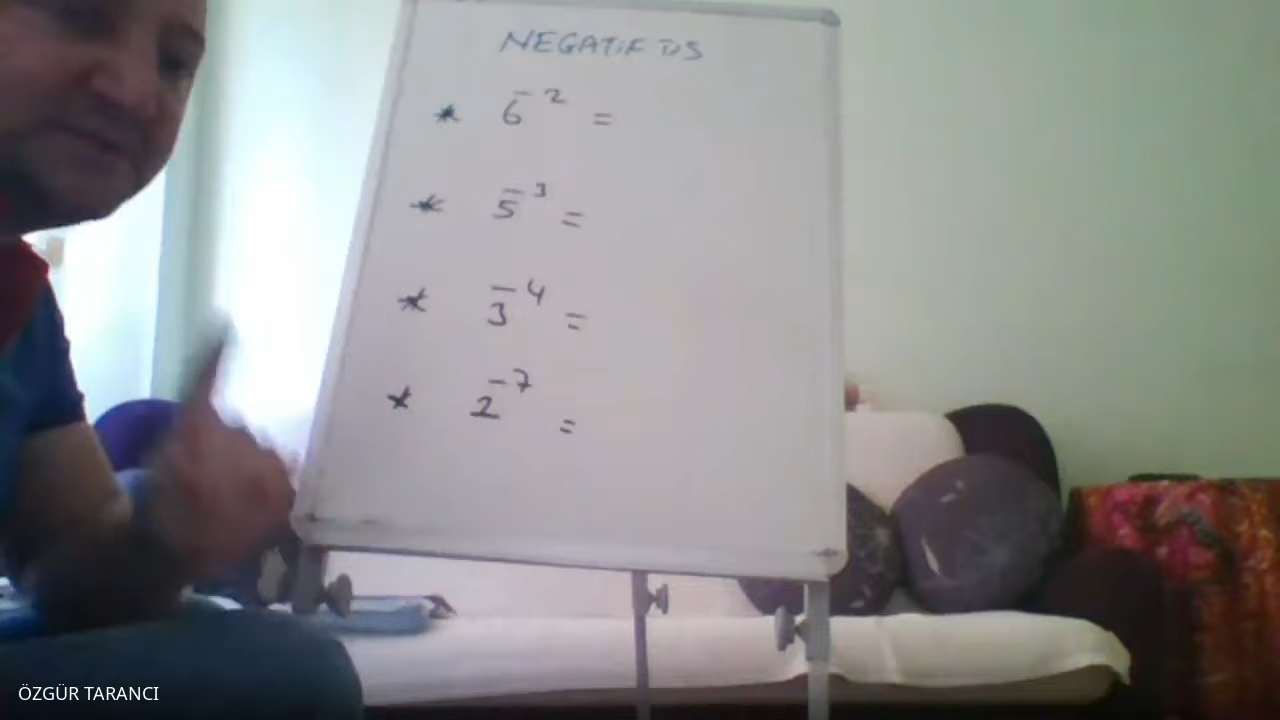 NEGATİF ÜS
* 6⁻² =
* 5⁻³ =
* 3⁻⁴ =
* 2⁻⁷ =
ÖZGÜR TARANCI